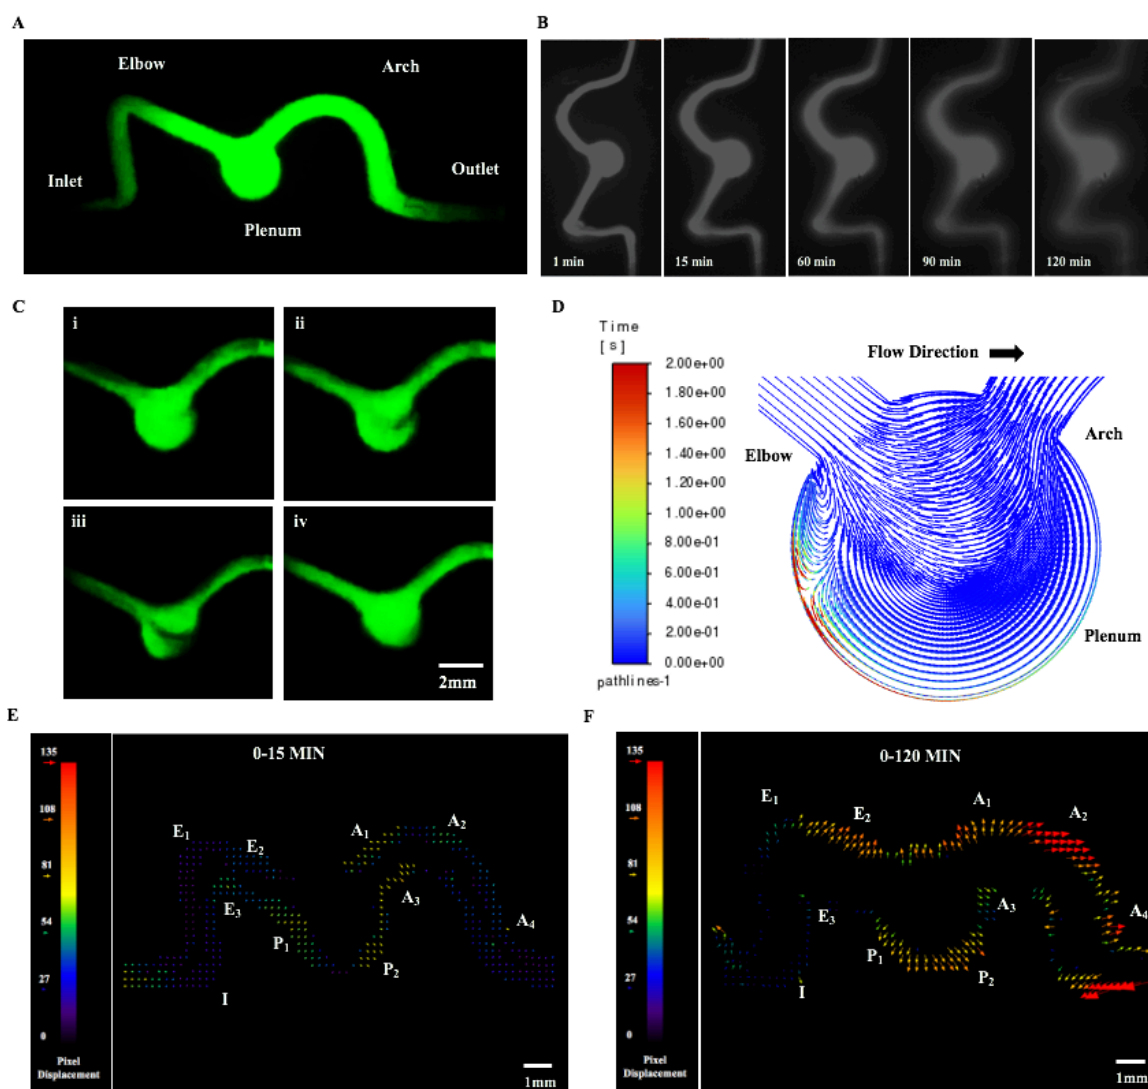 A
Elbow
Arch
Inlet
Outlet
Plenum
B
1 min
15 min
60 min
90 min
120 min
C
i
ii
iii
iv
2mm
D
Time
[s]
2.00e+00
1.80e+00
1.60e+00
1.40e+00
1.20e+00
1.00e+00
8.00e-01
6.00e-01
4.00e-01
2.00e-01
0.00e+00
pathlines-1
Flow Direction
Arch
Elbow
Plenum
E
135
108
81
54
27
0
Pixel
Displacement
0-15 MIN
E1
E2
E3
A1
A2
A3
A4
P1
P2
I
1mm
F
135
108
81
54
27
0
Pixel
Displacement
0-120 MIN
E1
E2
E3
A1
A2
A3
A4
P1
P2
I
1mm